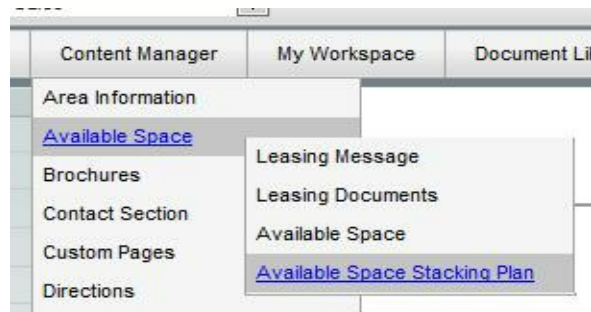 Content Manager
My Workspace
Document
Area Information
Available Space
Brochures
Contact Section
Custom Pages
Directions
Leasing Message
Leasing Documents
Available Space
Available Space Stacking Plan